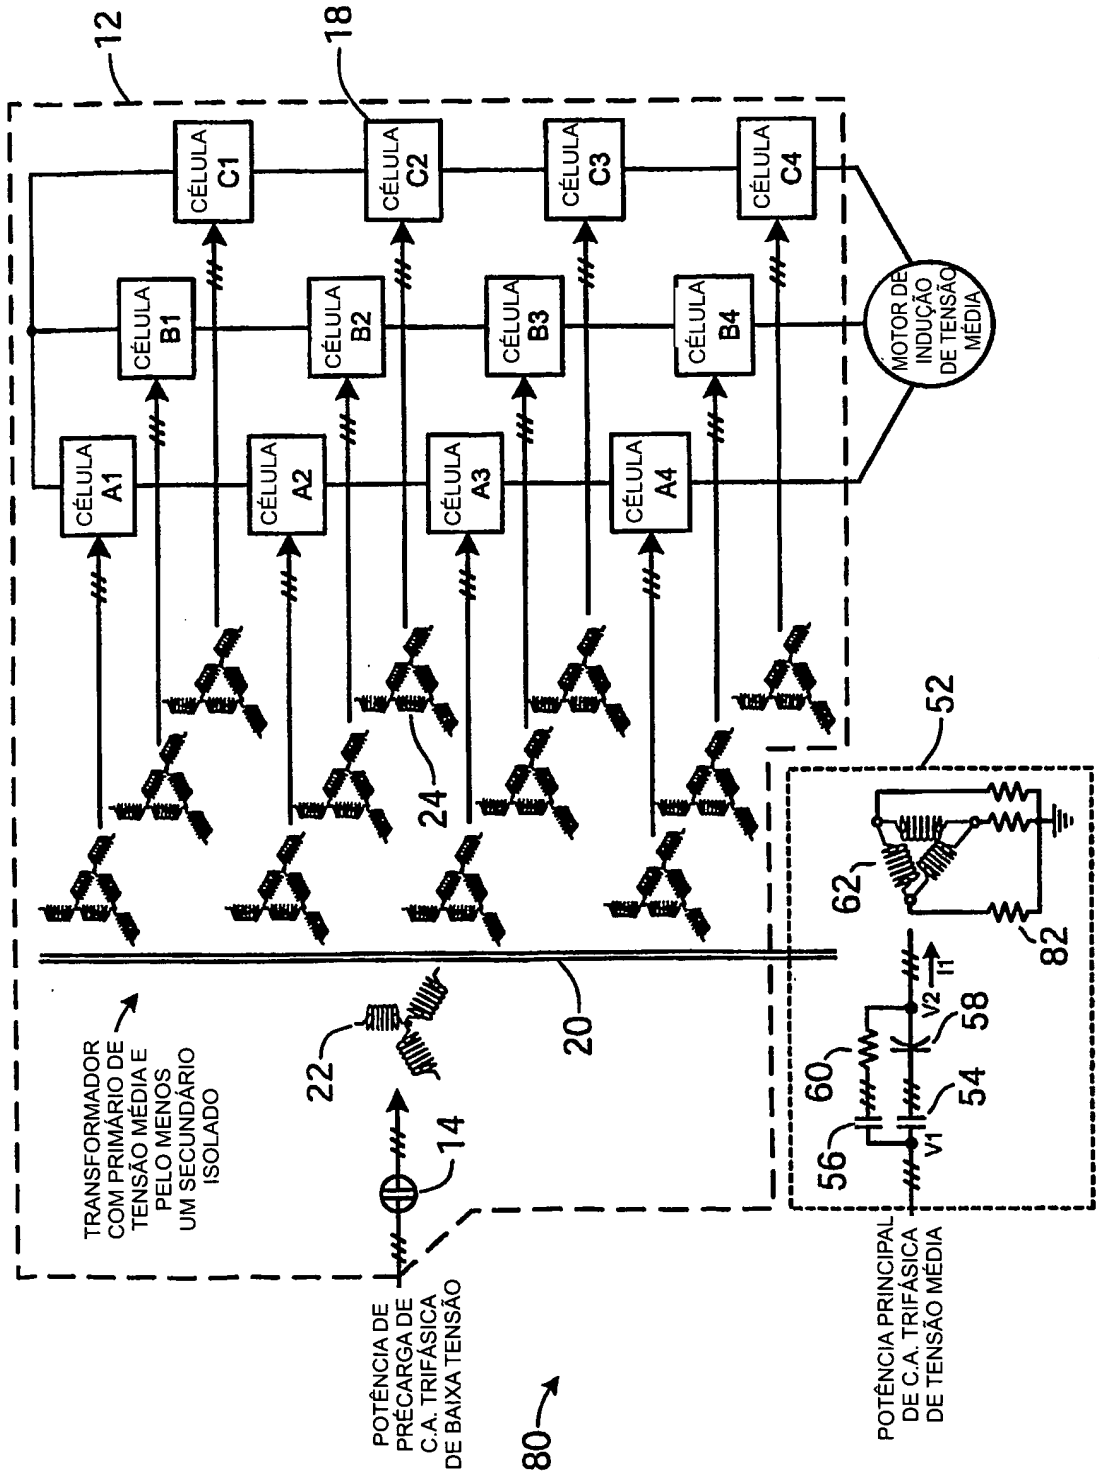 12
18
CÉLULA
C1
CÉLULA
C2
CÉLULA
C3
CÉLULA
C4
CÉLULA
B1
CÉLULA
B2
CÉLULA
B3
CÉLULA
B4
CÉLULA
A1
CÉLULA
A2
CÉLULA
A3
CÉLULA
A4
MOTOR DE
INDUÇÃO
DE TENSÃO
MÉDIA
24
TRANSFORMADOR
COM PRIMÁRIO DE
TENSÃO MÉDIA E
PELO MENOS
UM SECUNDÁRIO
ISOLADO
22
20
14
POTÊNCIA DE
PRÉCARGA DE
C.A. TRIFÁSICA
DE BAIXA TENSÃO
80
52
62
82
I1
V2
58
60
54
56
V1
POTÊNCIA PRINCIPAL
DE C.A. TRIFÁSICA
DE TENSÃO MÉDIA